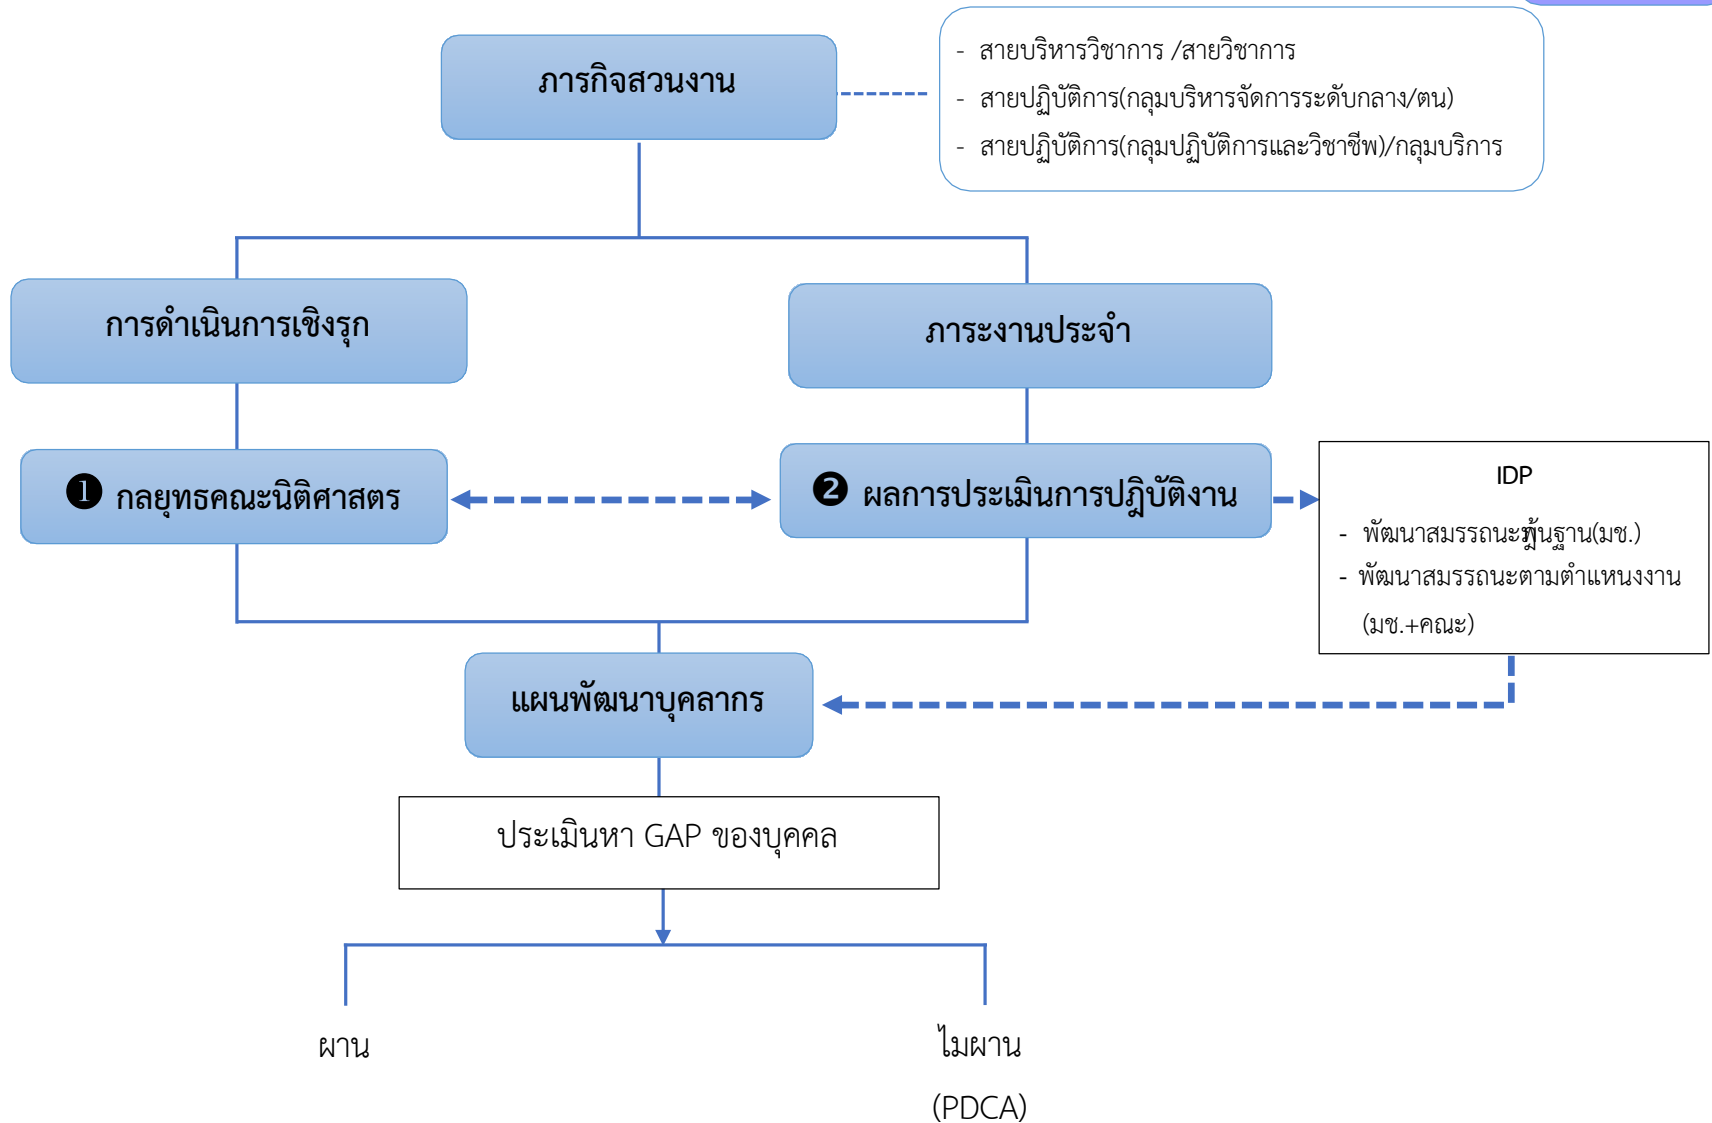 ภารกิจสวนงาน
- สายบริหารวิชาการ /สายวิชาการ
- สายปฏิบัติการ(กลุมบริหารจัดการระดับกลาง/ตน)
- สายปฏิบัติการ(กลุมปฏิบัติการและวิชาชีพ)/กลุมบริการ
การดำเนินการเชิงรุก
ภาระงานประจำ
❶ กลยุทธคณะนิติศาสตร
❷ ผลการประเมินการปฎิบัติงาน
IDP
- พัฒนาสมรรถนะพื้นฐาน(มช.)
- พัฒนาสมรรถนะตามตำแหนงงาน
(มช.+คณะ)
แผนพัฒนาบุคลากร
ประเมินหา GAP ของบุคคล
ผาน
ไมผาน
(PDCA)